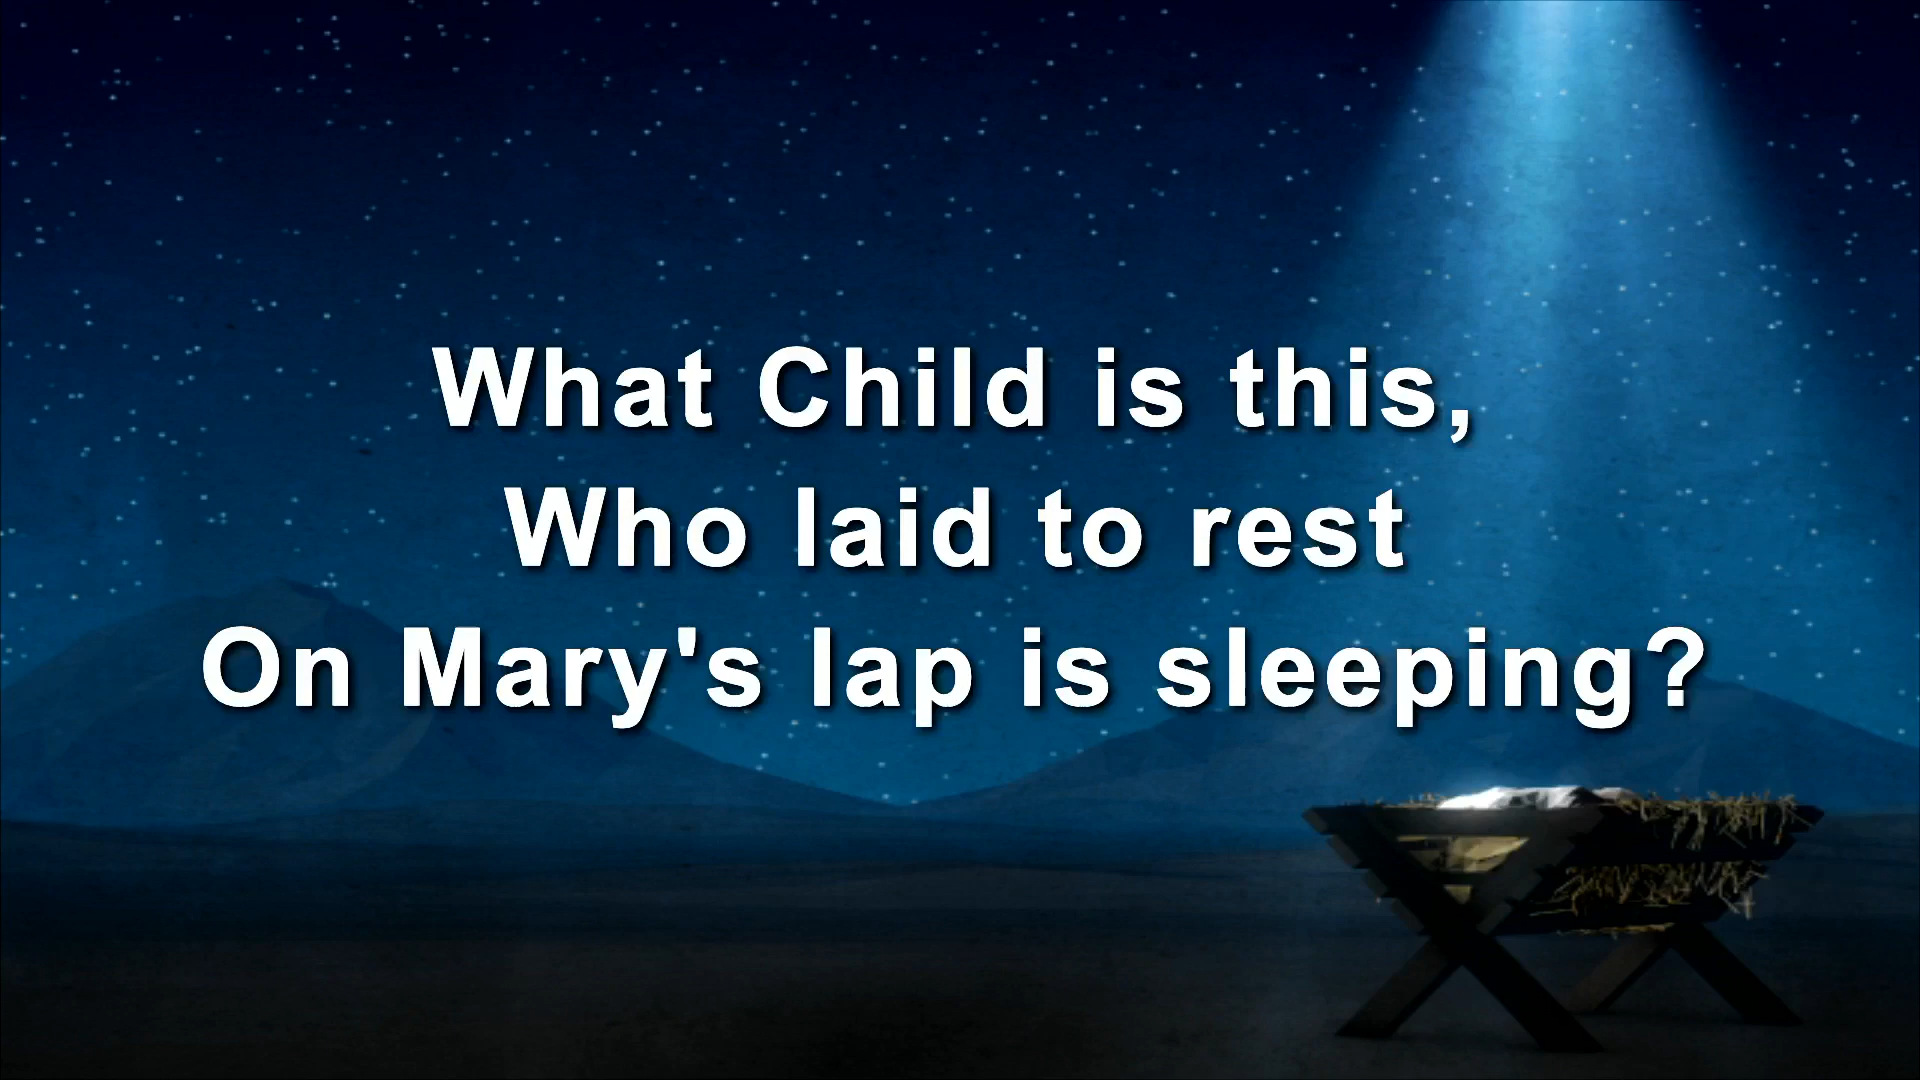 What Child is this,
Who laid to rest
On Mary's lap is sleeping?